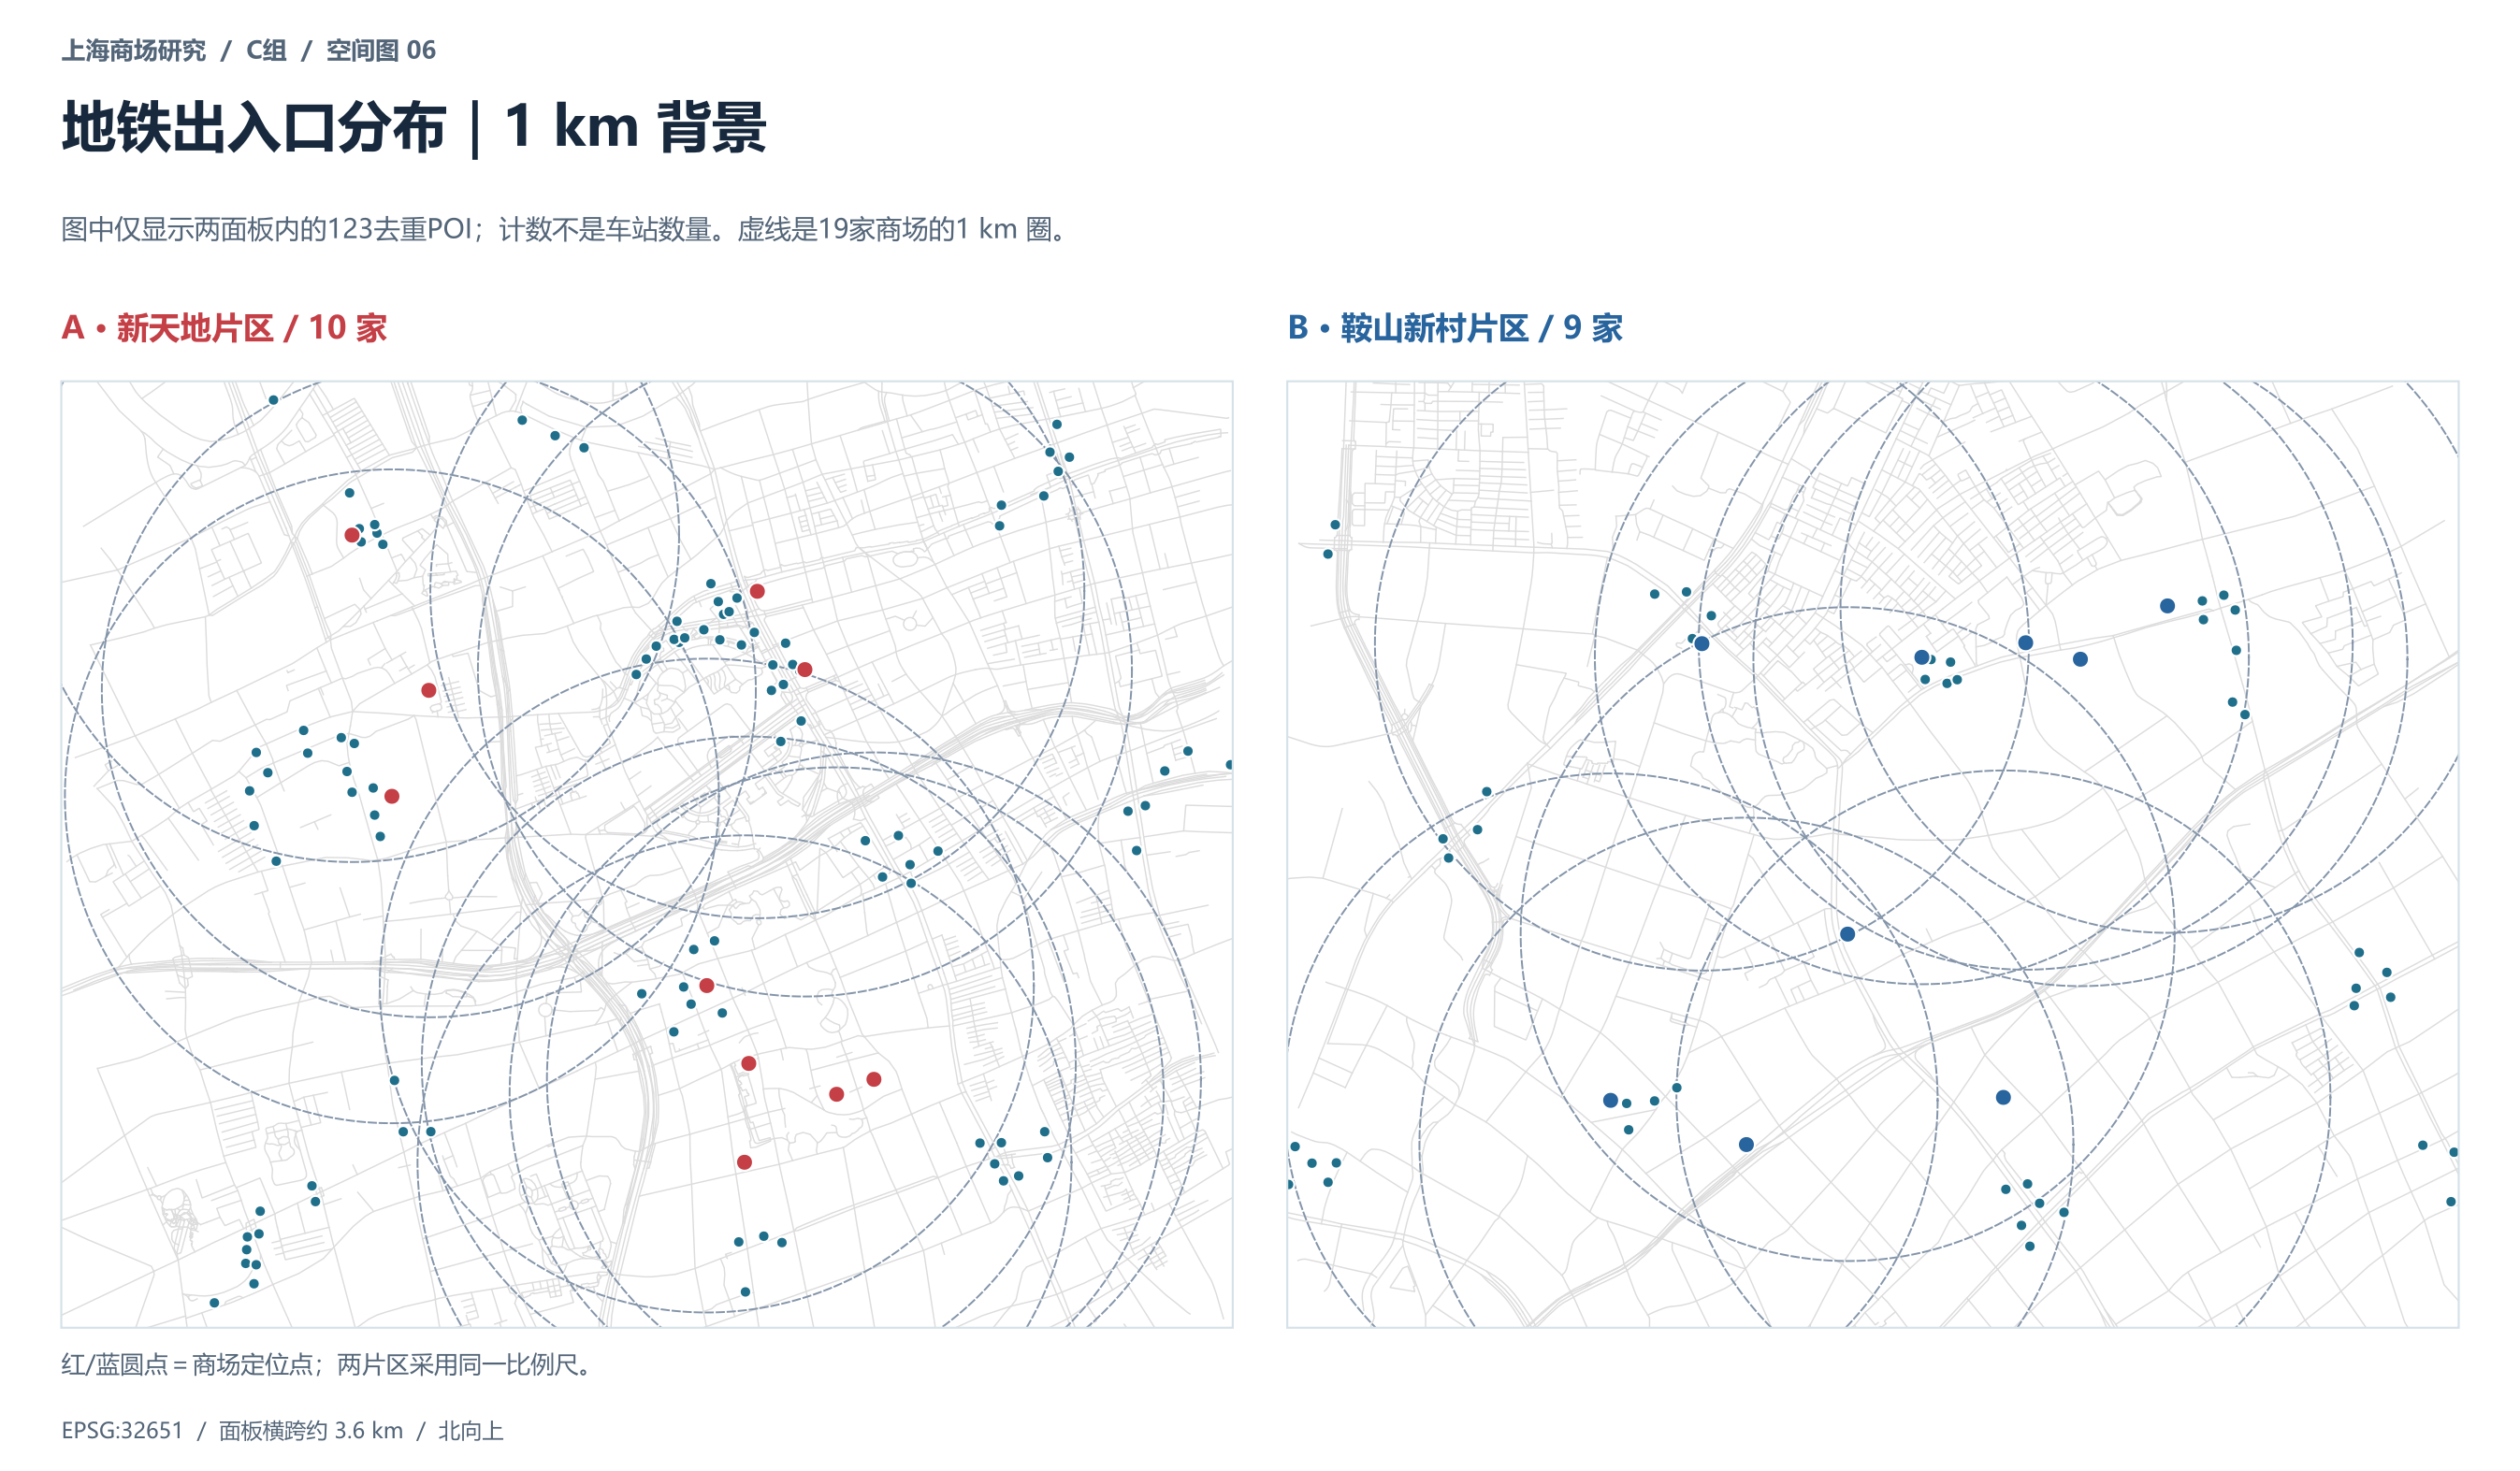 上海商场研究 / C组 / 空间图 06
地铁出入口分布 | 1 km 背景
图中仅显示两面板内的123去重POI；计数不是车站数量。虚线是19家商场的1 km 圈。
A · 新天地片区 / 10 家
B · 鞍山新村片区 / 9 家
红/蓝圆点＝商场定位点；两片区采用同一比例尺。
EPSG:32651 / 面板横跨约 3.6 km / 北向上